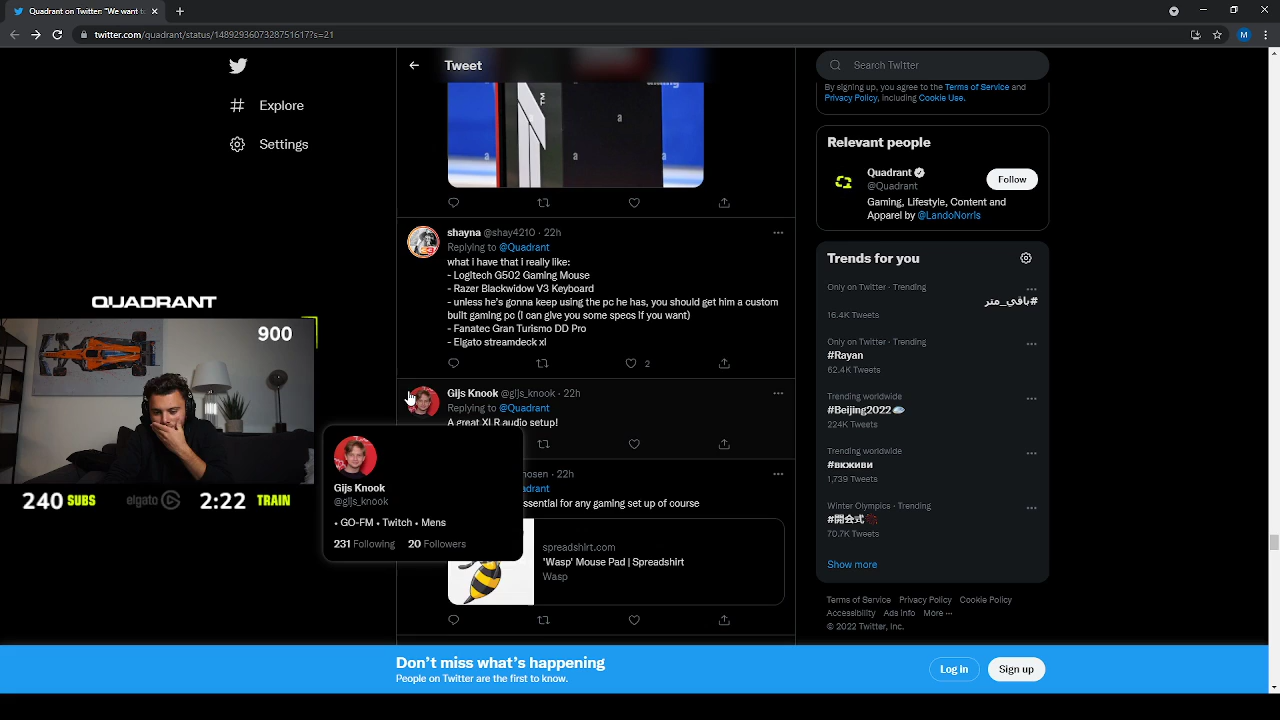 Quadrant on Twitter: "We want to
twitter.com/quadrant/status/1489293607328751617?s=21
M
Explore
Settings
Tweet
TM
a
a
a
a
shayna @shay4210 · 22h
Replying to @Quadrant
what i have that i really like:
- Logitech G502 Gaming Mouse
- Razer Blackwidow V3 Keyboard
- unless he's gonna keep using the pc he has, you should get him a custom
built gaming pc (I can give you some specs if you want)
- Fanatec Gran Turismo DD Pro
- Elgato streamdeck xl
2
Gijs Knook @gijs_knook · 22h
Replying to @Quadrant
A great XLR audio setup!
Gijs Knook
@gijs_knook
• GO-FM • Twitch • Mens
231 Following 20 Followers
nosen · 22h
adrant
ssential for any gaming set up of course
spreadshirt.com
'Wasp' Mouse Pad | Spreadshirt
Wasp
Search Twitter
By signing up, you agree to the Terms of Service and
Privacy Policy, including Cookie Use.
Relevant people
Quadrant
@Quadrant
Follow
Gaming, Lifestyle, Content and
Apparel by @LandoNorris
Trends for you
Only on Twitter · Trending
#باقي_متر
16.4K Tweets
Only on Twitter · Trending
#Rayan
62.4K Tweets
Trending worldwide
#Beijing2022
224K Tweets
Trending worldwide
#вкживи
1,739 Tweets
Winter Olympics · Trending
#開会式
70.7K Tweets
Show more
Terms of Service Privacy Policy Cookie Policy
Accessibility Ads info More ···
© 2022 Twitter, Inc.
QUADRANT
900
240 SUBS elgato 2:22 TRAIN
Don't miss what's happening
People on Twitter are the first to know.
Log in
Sign up